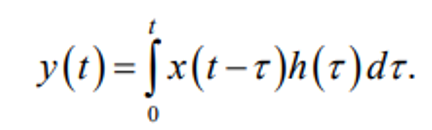 y(t) = ∫₀ᵗ x(t − τ)h(τ)dτ.